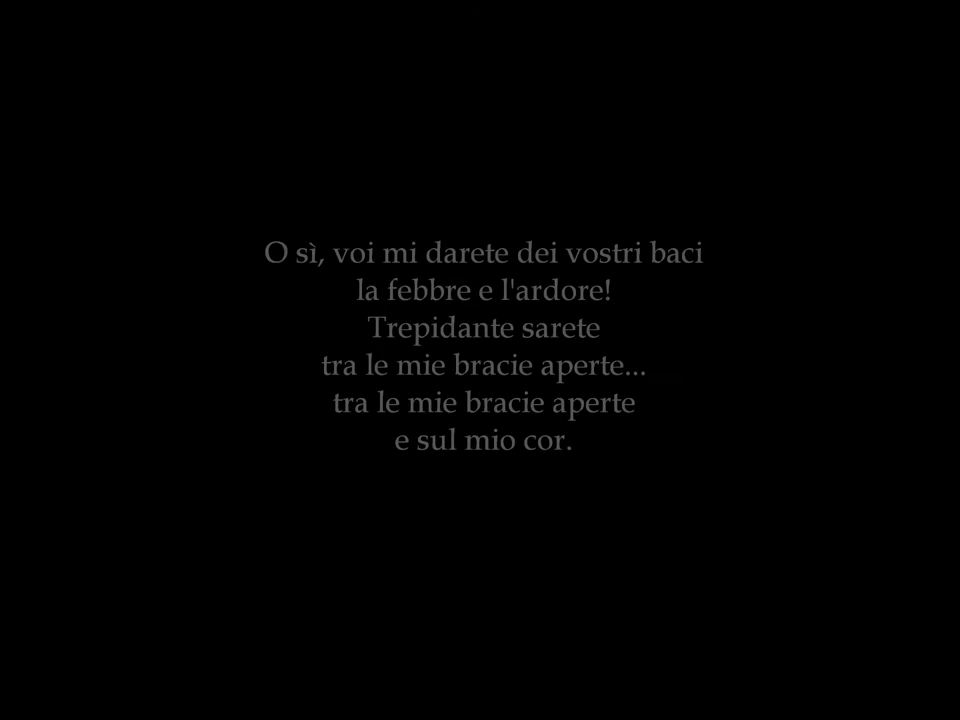 O sì, voi mi darete dei vostri baci
la febbre e l'ardore!
Trepidante sarete
tra le mie bracie aperte...
tra le mie bracie aperte
e sul mio cor.